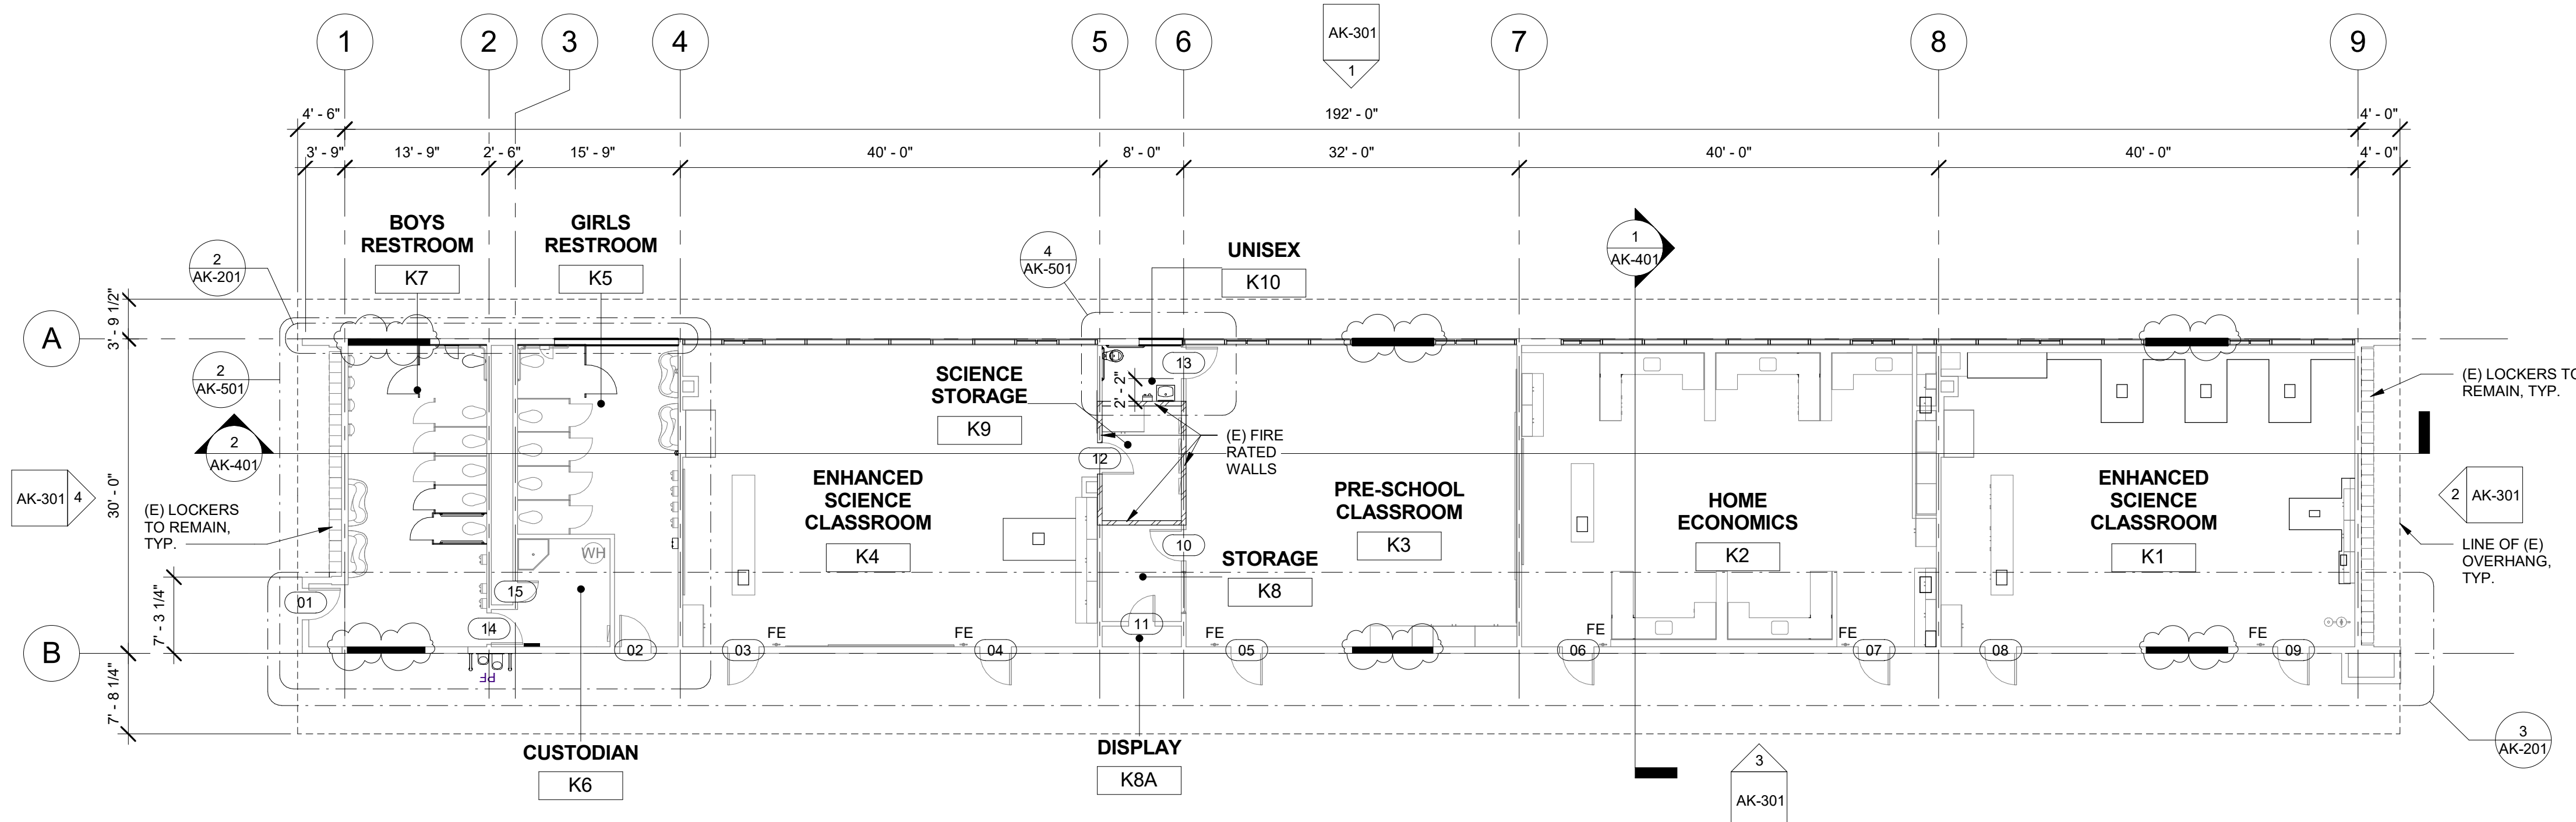 1
2
3
4
5
6
7
8
9
AK-301
1
4' - 6"
192' - 0"
4' - 0"
3' - 9"
13' - 9"
2' - 6"
15' - 9"
40' - 0"
8' - 0"
32' - 0"
40' - 0"
40' - 0"
4' - 0"
BOYS
RESTROOM
K7
GIRLS
RESTROOM
K5
UNISEX
K10
2
AK-201
4
AK-501
1
AK-401
3' - 9 1/2"
A
2
AK-501
2
AK-401
SCIENCE
STORAGE
K9
13
2' - 2"
12
(E) FIRE
RATED
WALLS
(E) LOCKERS TO
REMAIN, TYP.
AK-301
4
30' - 0"
(E) LOCKERS
TO REMAIN,
TYP.
ENHANCED
SCIENCE
CLASSROOM
K4
PRE-SCHOOL
CLASSROOM
K3
HOME
ECONOMICS
K2
ENHANCED
SCIENCE
CLASSROOM
K1
2
AK-301
WH
10
STORAGE
K8
LINE OF (E)
OVERHANG,
TYP.
7' - 3 1/4"
01
15
14
11
B
02
03
FE
FE
04
FE
05
FE
06
FE
07
08
FE
09
PF
7' - 8 1/4"
CUSTODIAN
K6
DISPLAY
K8A
3
AK-301
3
AK-201